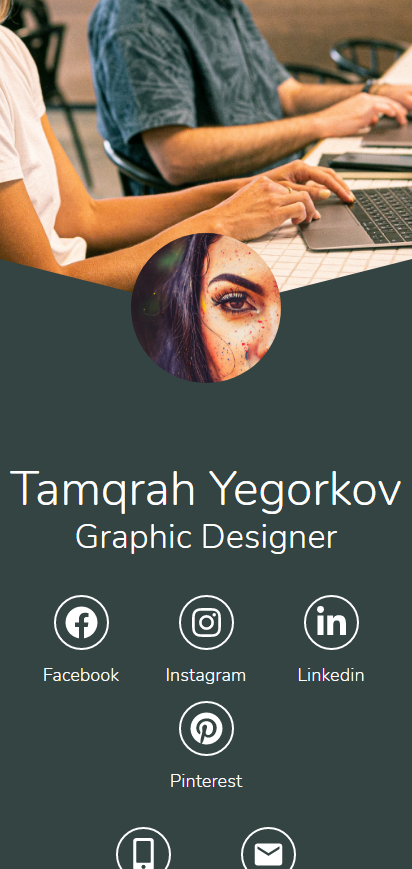 Tamqrah Yegorkov
Graphic Designer
Facebook
Instagram
Linkedin
Pinterest